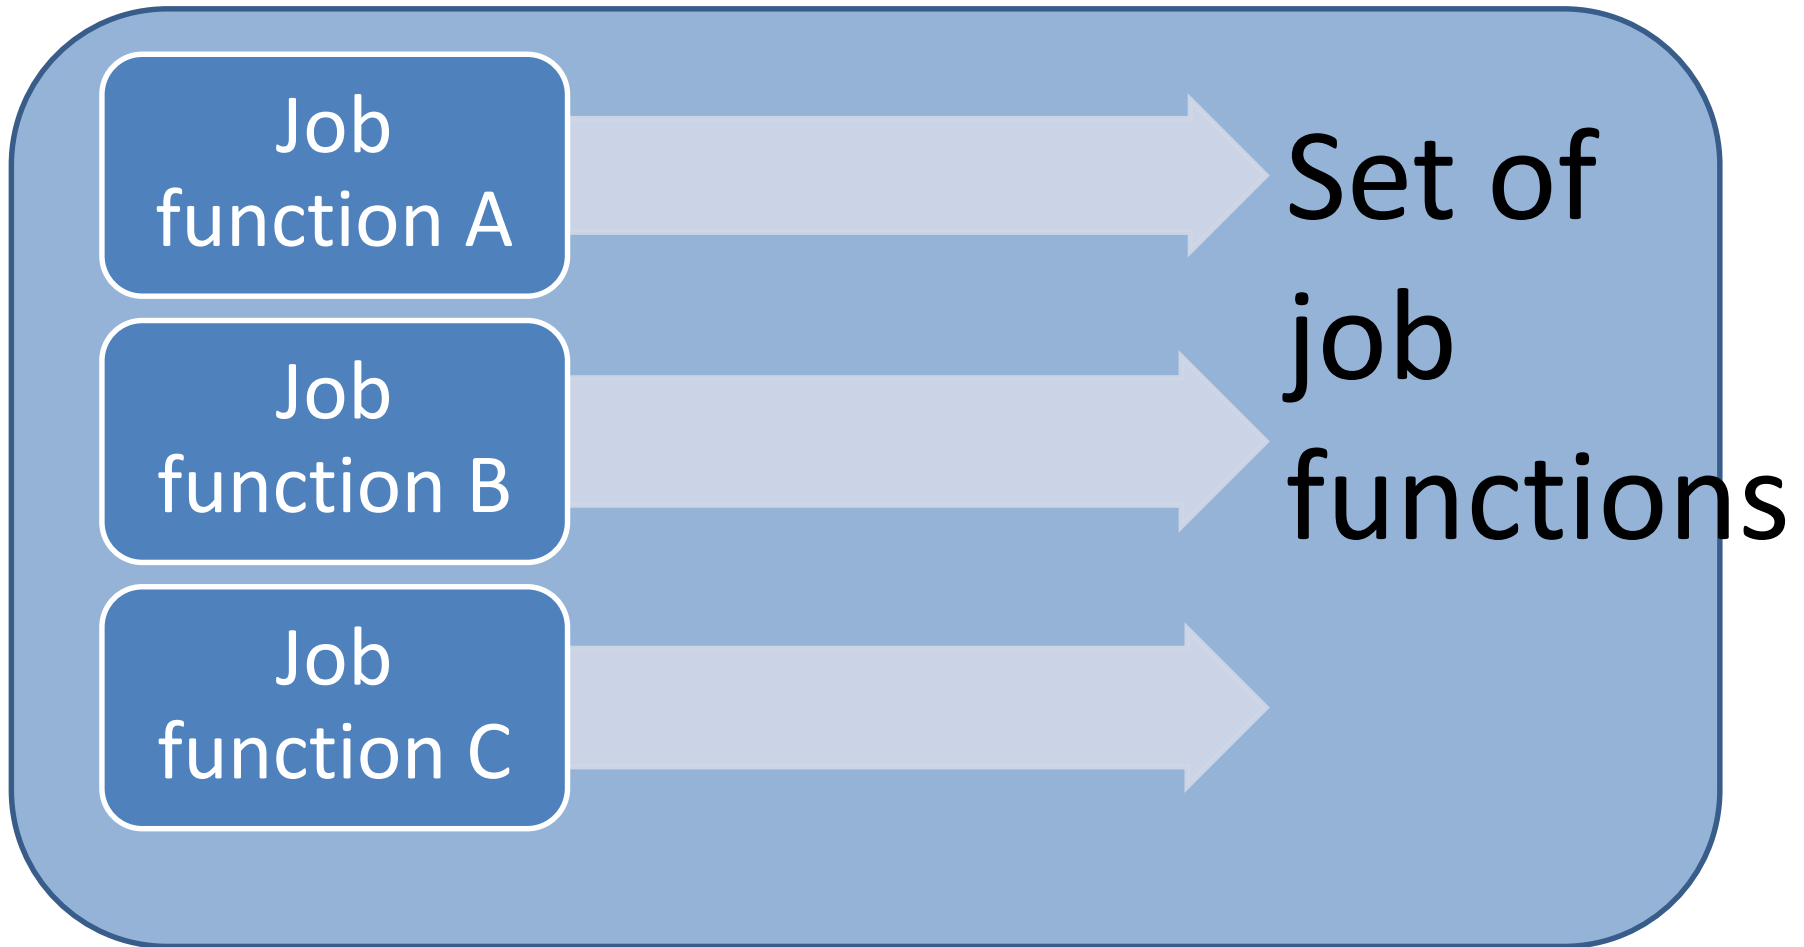 Job
function A
Job
function B
Job
function C
Set of
job
functions